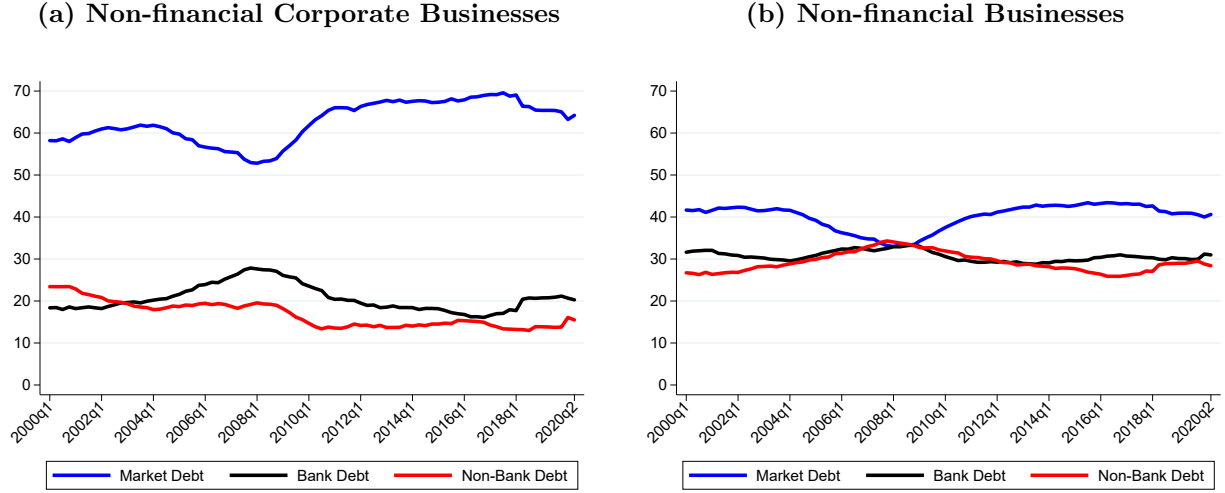 (a) Non-financial Corporate Businesses
70
60
50
40
30
20
10
0
2000q1
2002q1
2004q1
2006q1
2008q1
2010q1
2012q1
2014q1
2016q1
2018q1
2020q2
Market Debt Bank Debt Non-Bank Debt
(b) Non-financial Businesses
70
60
50
40
30
20
10
0
2000q1
2002q1
2004q1
2006q1
2008q1
2010q1
2012q1
2014q1
2016q1
2018q1
2020q2
Market Debt Bank Debt Non-Bank Debt